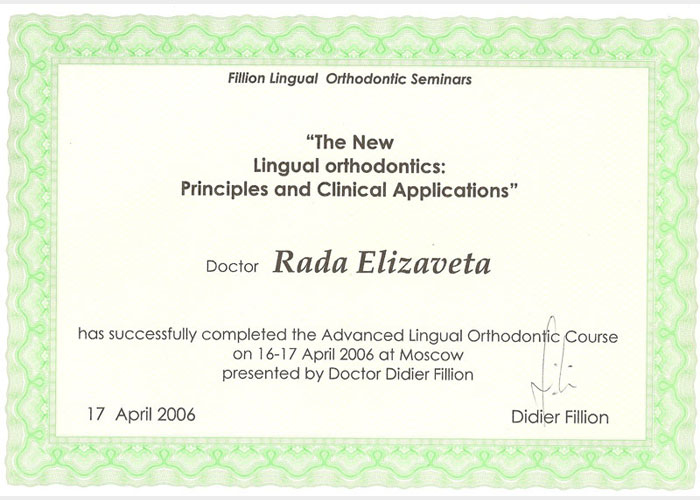 Fillion Lingual Orthodontic Seminars
“The New
Lingual orthodontics:
Principles and Clinical Applications”
Doctor Rada Elizaveta
has successfully completed the Advanced Lingual Orthodontic Course
on 16-17 April 2006 at Moscow
presented by Doctor Didier Fillion
17 April 2006
Didier Fillion